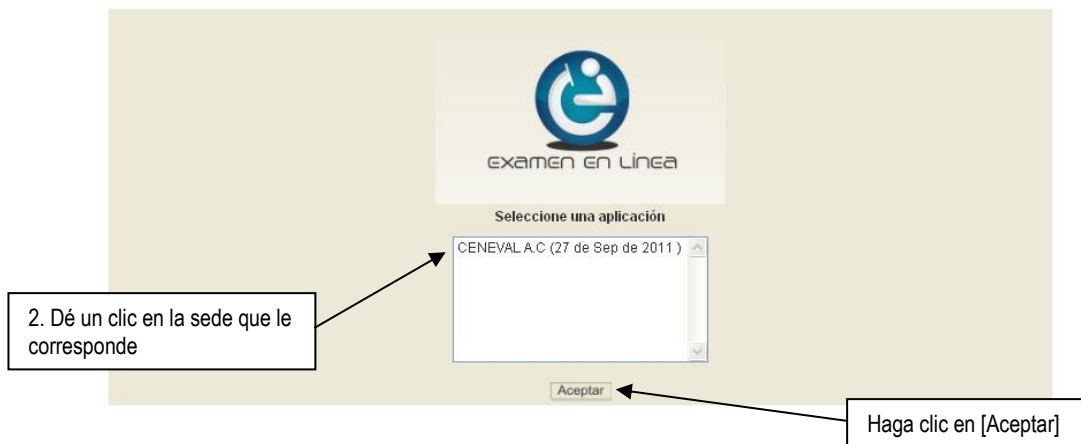 examen en Línea
Seleccione una aplicación
CENEVAL A.C (27 de Sep de 2011 )
2. Dé un clic en la sede que le
corresponde
Aceptar
Haga clic en [Aceptar]